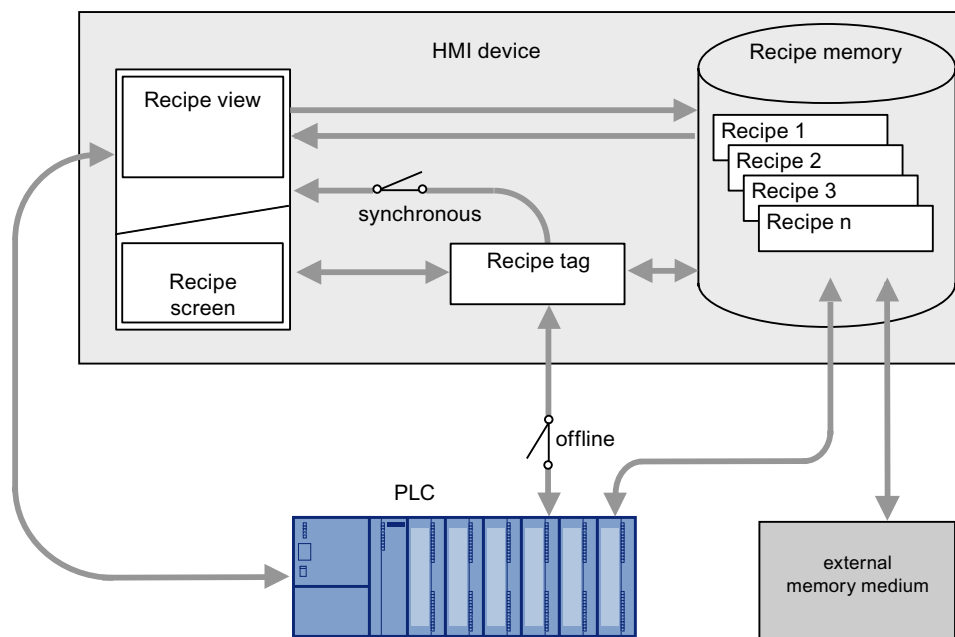 HMI device
Recipe memory
Recipe view
Recipe 1
Recipe 2
Recipe 3
Recipe n
synchronous
Recipe tag
Recipe
screen
offline
PLC
external
memory medium